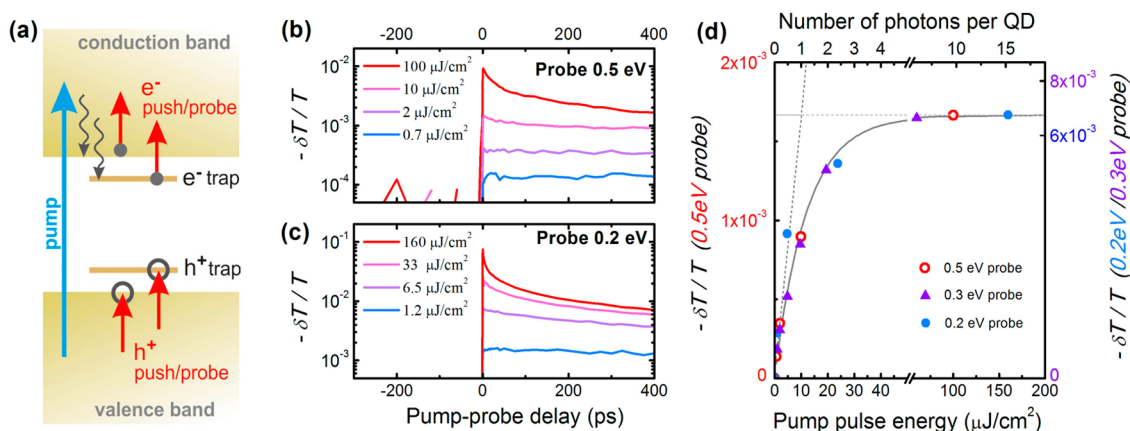 (a)
conduction band
e-
push/probe
e- trap
pump
h+ trap
h+
push/probe
valence band
(b)
-200 0 200 400
Probe 0.5 eV
100 μJ/cm2
10 μJ/cm2
2 μJ/cm2
0.7 μJ/cm2
10-2
10-3
10-4
- δT / T
(c)
Probe 0.2 eV
160 μJ/cm2
33 μJ/cm2
6.5 μJ/cm2
1.2 μJ/cm2
10-1
10-2
10-3
- δT / T
-200 0 200 400
Pump-probe delay (ps)
(d)
Number of photons per QD
0 1 2 3 4 10 15
2x10-3
1x10-3
0
- δT / T (0.5eV probe)
8x10-3
6x10-3
0
- δT / T (0.2eV /0.3eV probe)
0.5 eV probe
0.3 eV probe
0.2 eV probe
0 10 20 30 40 50 100 150 200
Pump pulse energy (μJ/cm2)